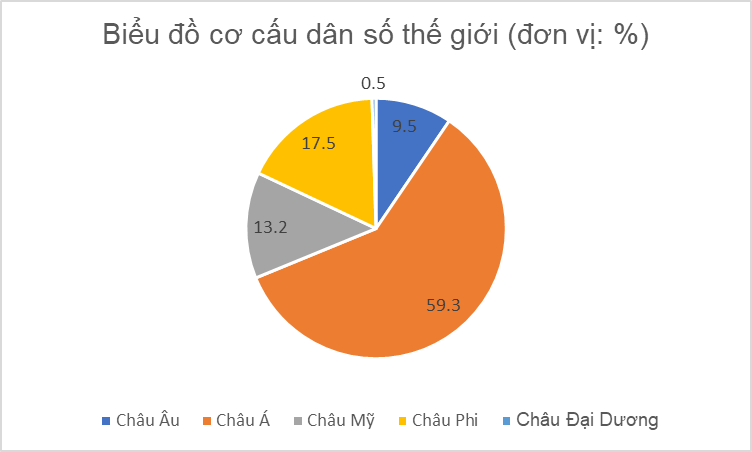 Biểu đồ cơ cấu dân số thế giới (đơn vị: %)
0.5
9.5
17.5
13.2
59.3
Châu Âu Châu Á Châu Mỹ Châu Phi Châu Đại Dương